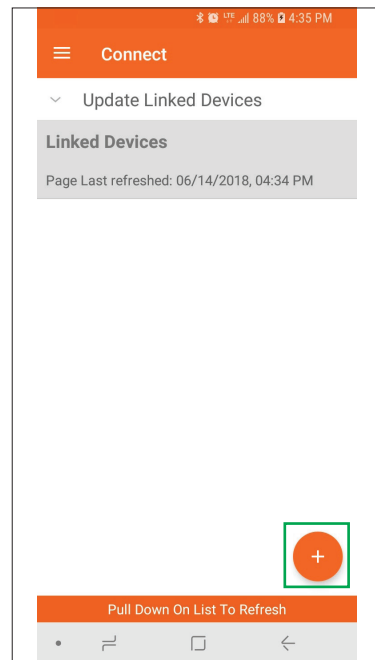 LTE 88% 4:35 PM
Connect
Update Linked Devices
Linked Devices
Page Last refreshed: 06/14/2018, 04:34 PM
+
Pull Down On List To Refresh